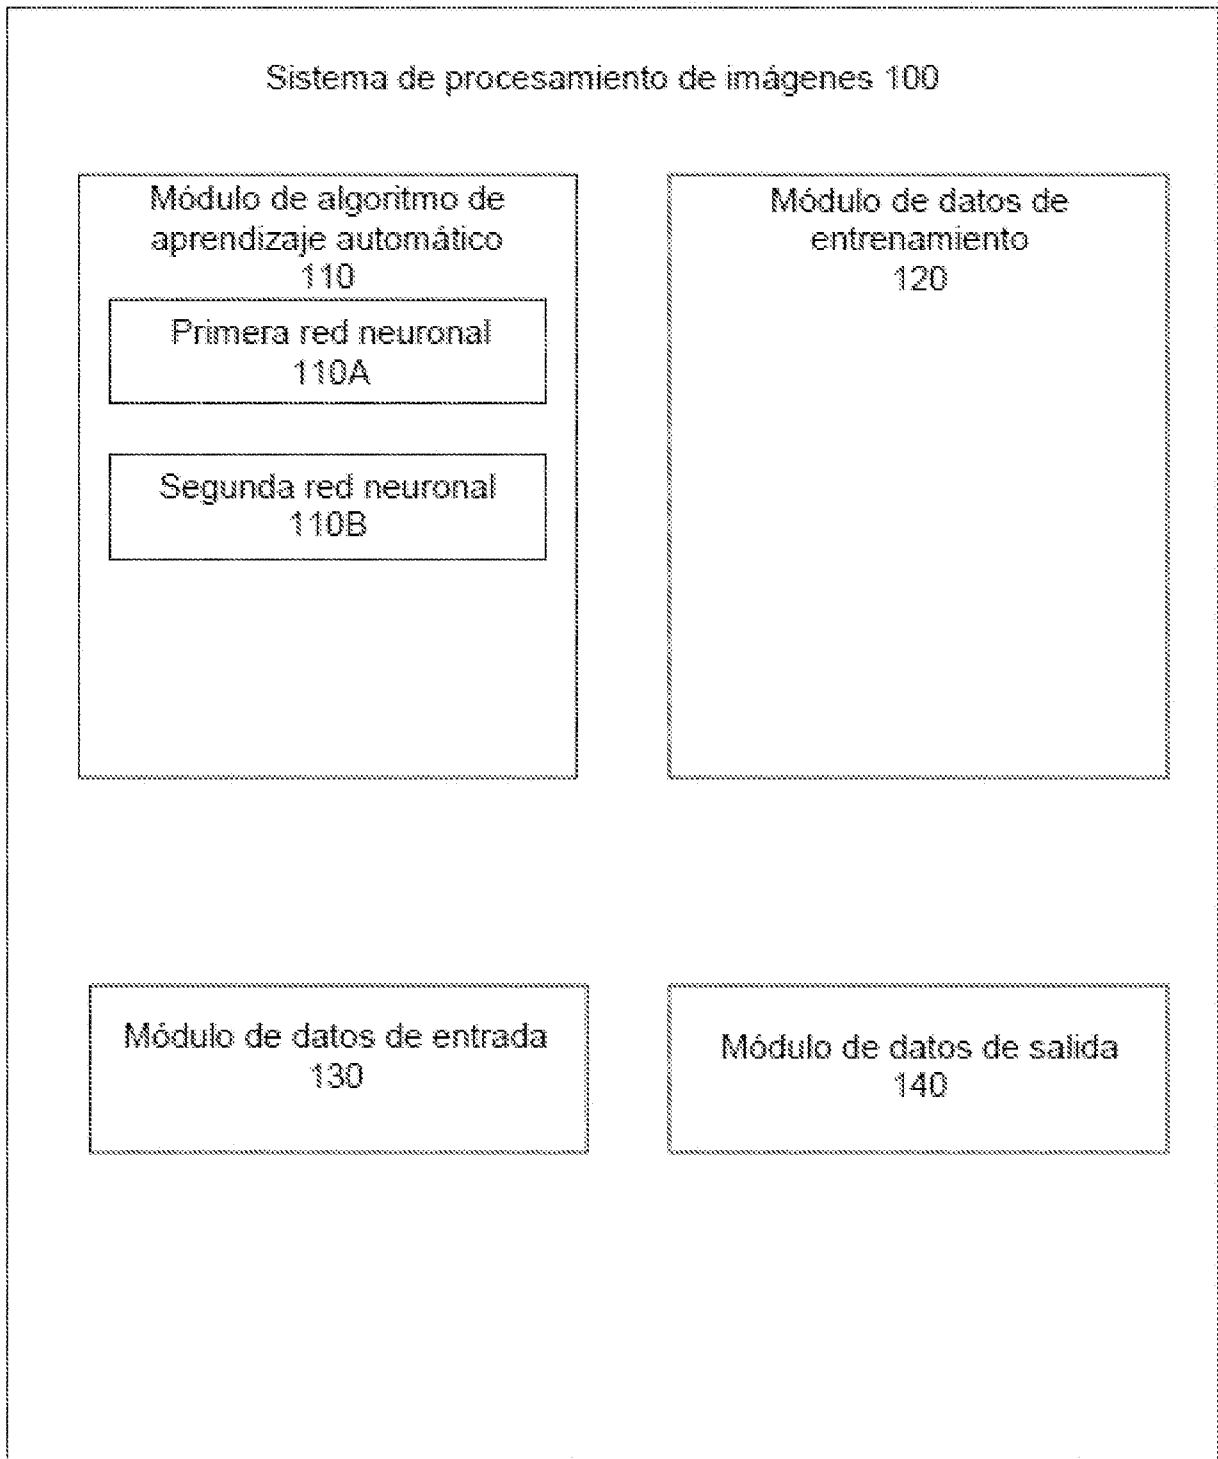 Sistema de procesamiento de imágenes 100
Módulo de algoritmo de
aprendizaje automático
110
Primera red neuronal
110A
Segunda red neuronal
110B
Módulo de datos de
entrenamiento
120
Módulo de datos de entrada
130
Módulo de datos de salida
140